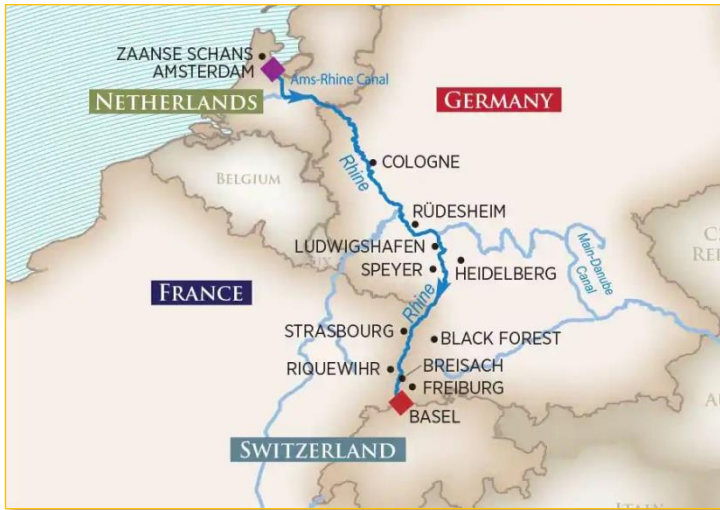 ZAANSE SCHANS
AMSTERDAM
Ams-Rhine Canal
NETHERLANDS
GERMANY
COLOGNE
Rhine
BELGIUM
RÜDESHEIM
LUDWIGSHAFEN
SPEYER
HEIDELBERG
Main-Danube
Canal
FRANCE
Rhine
STRASBOURG
BLACK FOREST
RIQUEWIHR
BREISACH
FREIBURG
BASEL
SWITZERLAND